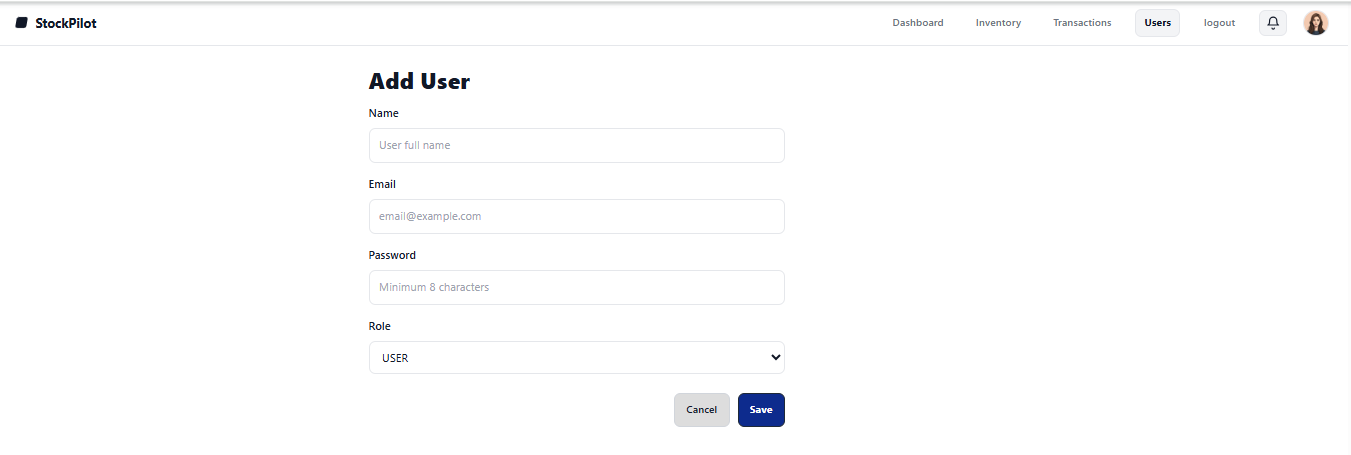 StockPilot
Dashboard Inventory Transactions Users logout
Add User
Name
User full name
Email
email@example.com
Password
Minimum 8 characters
Role
USER
Cancel Save